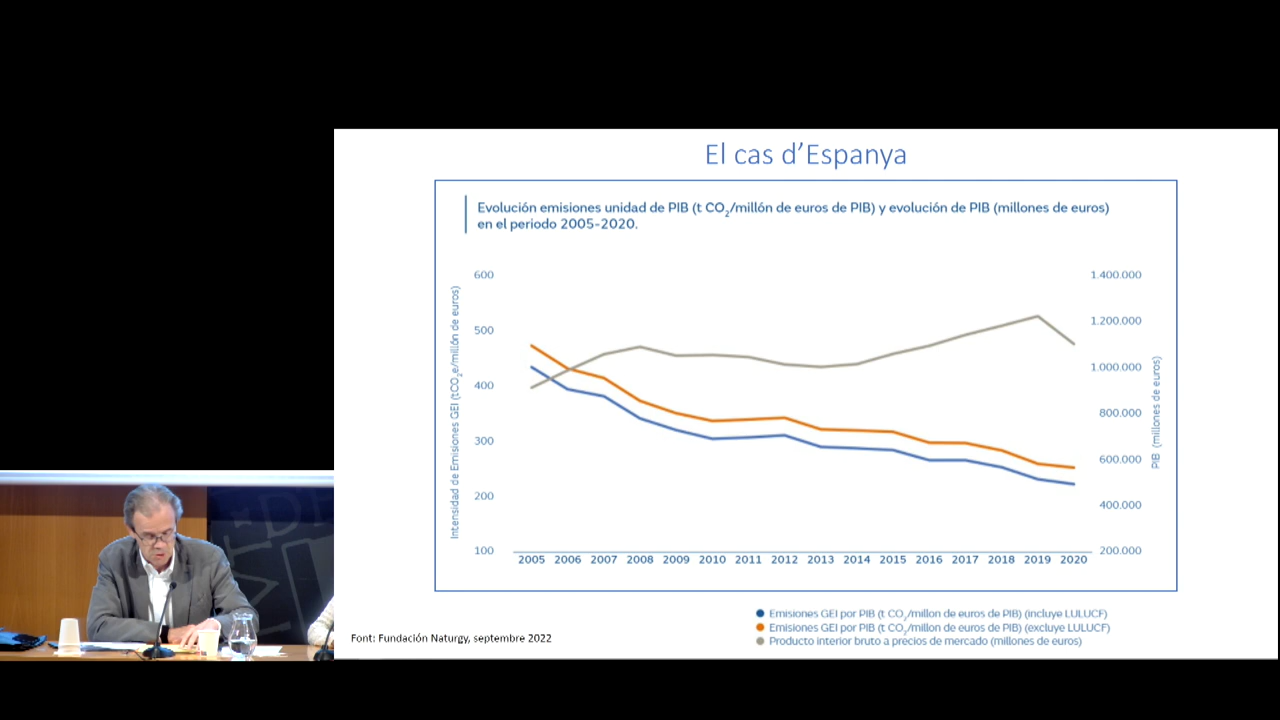 El cas d'Espanya
Evolución emisiones unidad de PIB (t CO2/millón de euros de PIB) y evolución de PIB (millones de euros)
en el periodo 2005-2020.
Intensidad de Emisiones GEI (tCO2e/millón de euros)
600
500
400
300
200
100
1.400.000
1.200.000
1.000.000
800.000
600.000
400.000
200.000
PIB (millones de euros)
2005 2006 2007 2008 2009 2010 2011 2012 2013 2014 2015 2016 2017 2018 2019 2020
Emisiones GEI por PIB (t CO2/millon de euros de PIB) (incluye LULUCF)
Emisiones GEI por PIB (t CO2/millon de euros de PIB) (excluye LULUCF)
Producto interior bruto a precios de mercado (millones de euros)
Font: Fundación Naturgy, septembre 2022